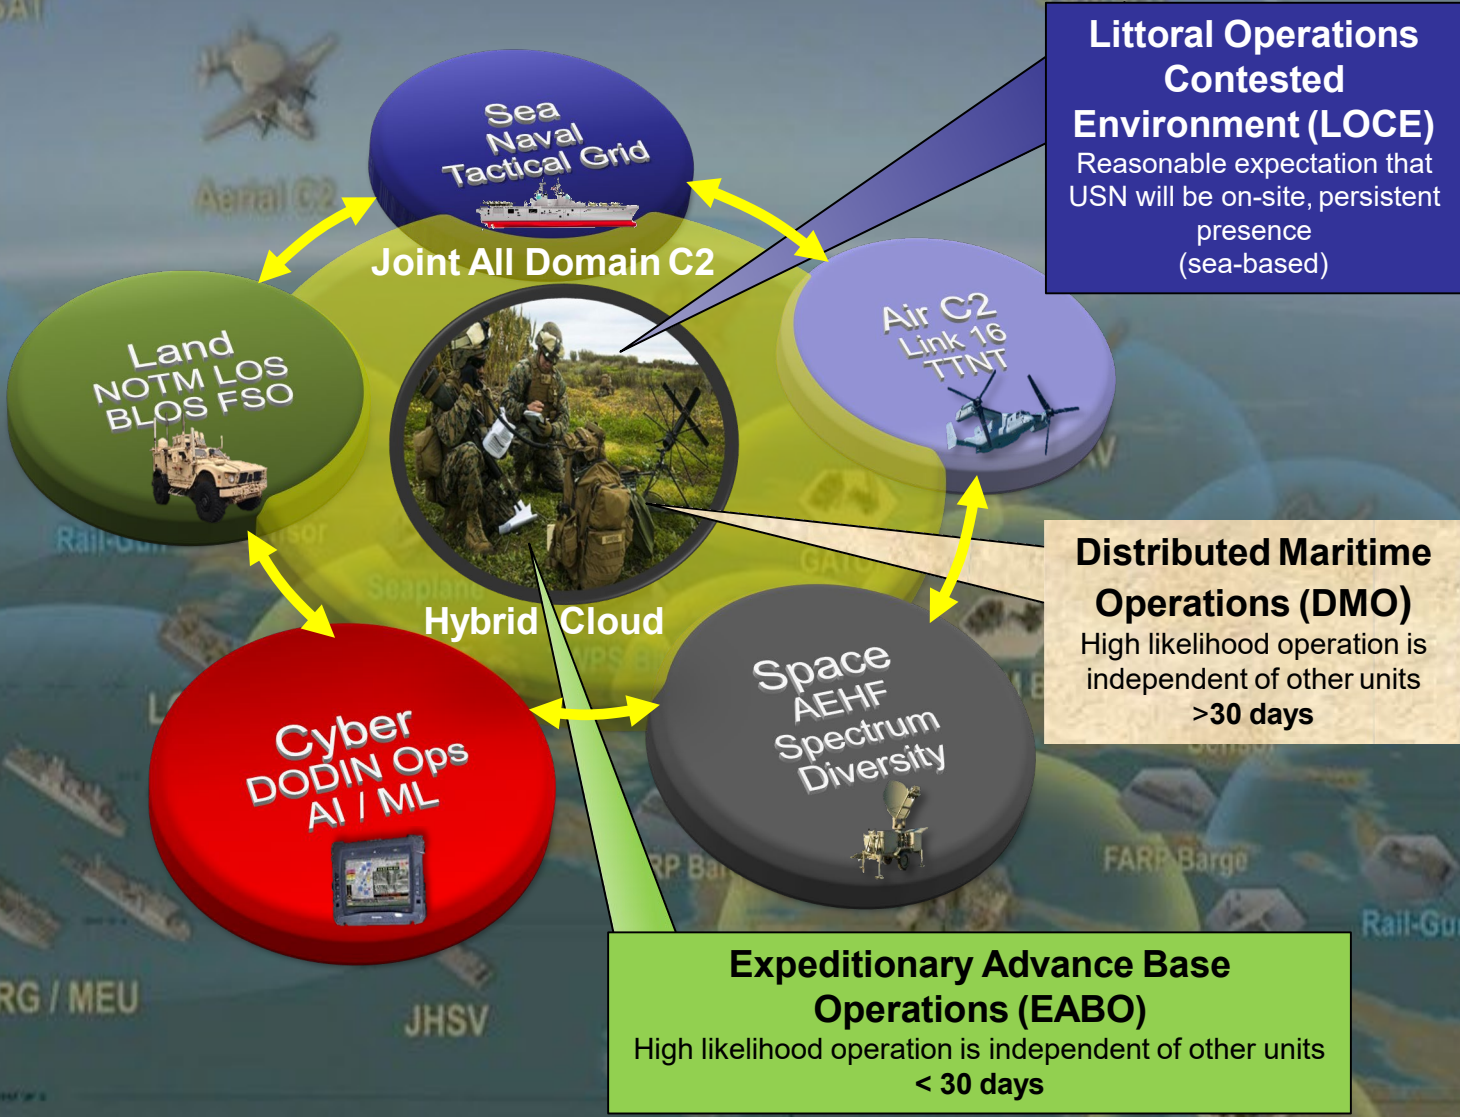 Littoral Operations
Contested
Environment (LOCE)
Reasonable expectation that
USN will be on-site, persistent
presence
(sea-based)
Sea
Naval
Tactical Grid
Aerial C2
Joint All Domain C2
Air C2
Link 16
TTNT
Land
NOTM LOS
BLOS FSO
Rail-Gun
Seaplane
Distributed Maritime
Operations (DMO)
High likelihood operation is
independent of other units
>30 days
Hybrid Cloud
Space
AEHF
Spectrum
Diversity
Cyber
DODIN Ops
AI / ML
Sensor
FARP Barge
Rail-Gu
RG / MEU
JHSV
Expeditionary Advance Base
Operations (EABO)
High likelihood operation is independent of other units
< 30 days